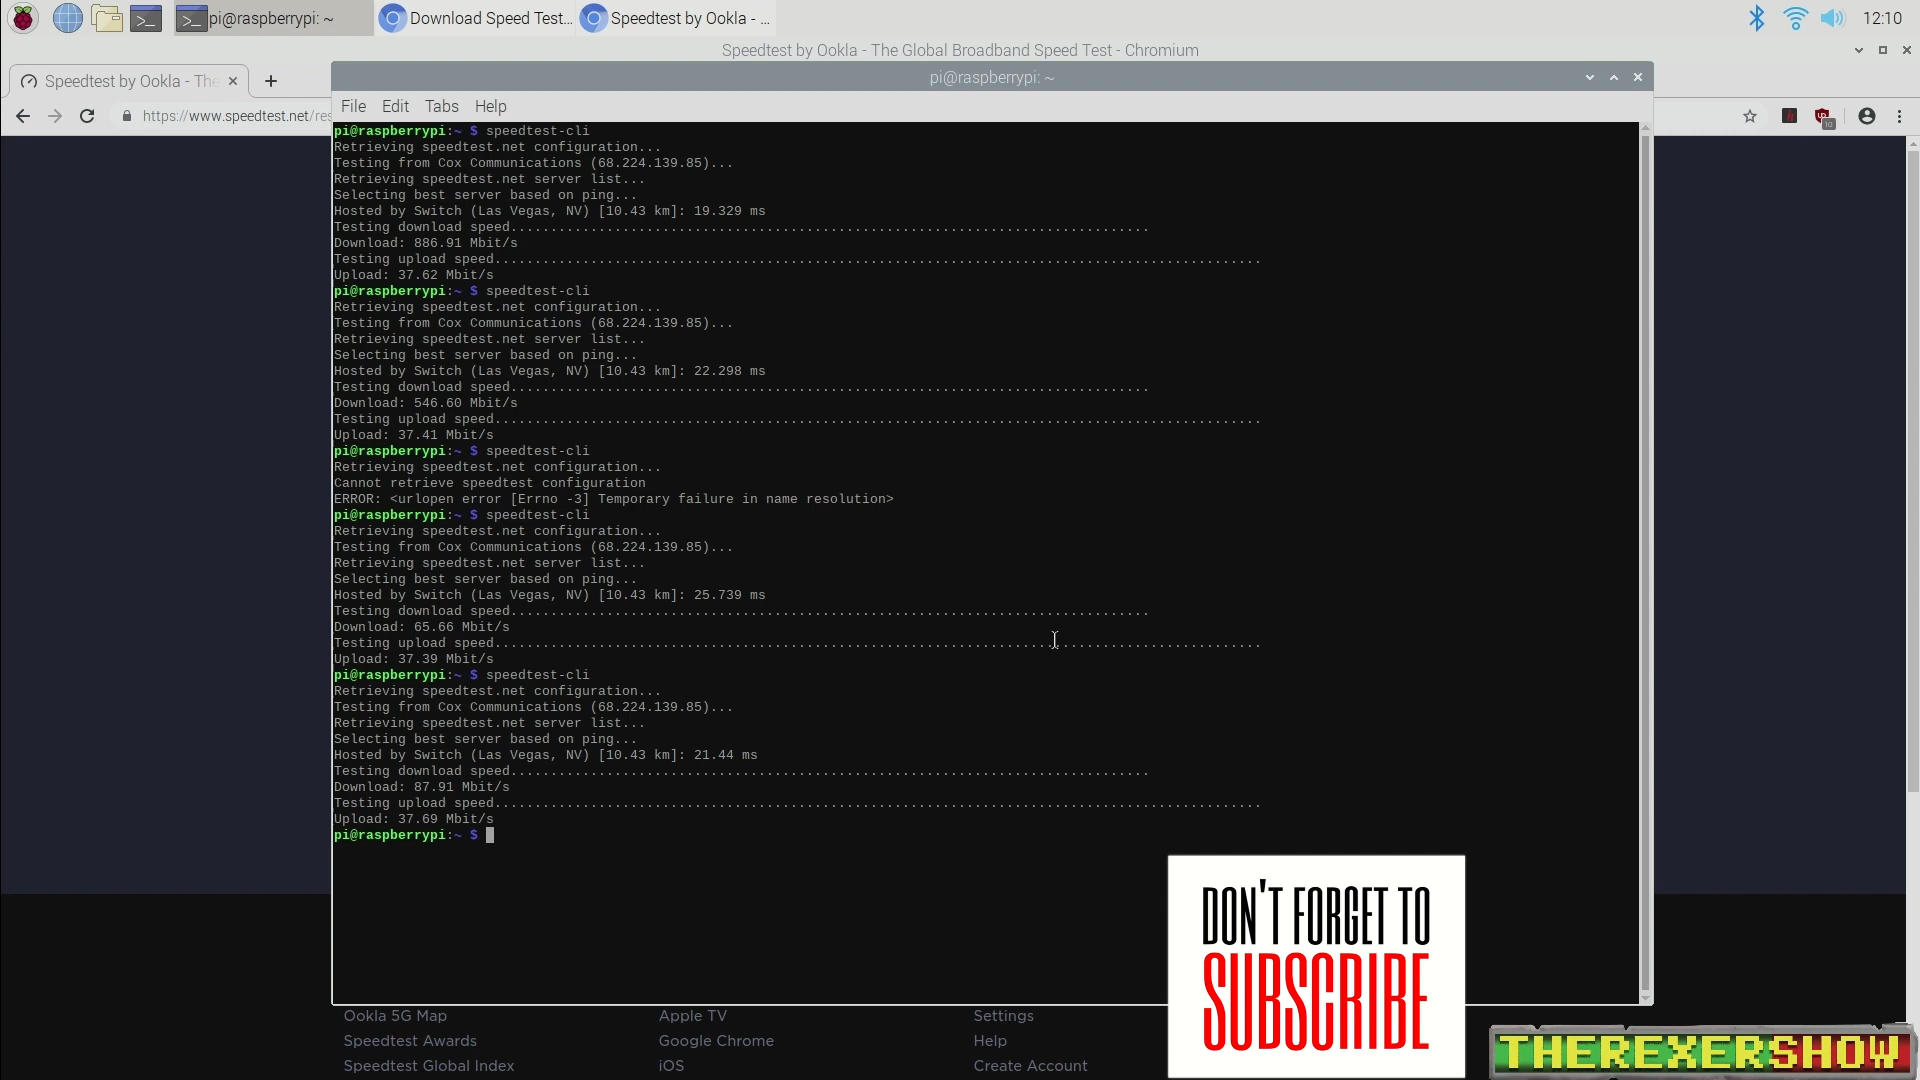 pi@raspberrypi: ~
Download Speed Test...
Speedtest by Ookla - ...
12:10
Speedtest by Ookla - The Global Broadband Speed Test - Chromium
Speedtest by Ookla - The
pi@raspberrypi: ~
https://www.speedtest.net/res
File Edit Tabs Help
pi@raspberrypi:~ $ speedtest-cli
Retrieving speedtest.net configuration...
Testing from Cox Communications (68.224.139.85)...
Retrieving speedtest.net server list...
Selecting best server based on ping...
Hosted by Switch (Las Vegas, NV) [10.43 km]: 19.329 ms
Testing download speed................................................................................
Download: 886.91 Mbit/s
Testing upload speed................................................................................................
Upload: 37.62 Mbit/s
pi@raspberrypi:~ $ speedtest-cli
Retrieving speedtest.net configuration...
Testing from Cox Communications (68.224.139.85)...
Retrieving speedtest.net server list...
Selecting best server based on ping...
Hosted by Switch (Las Vegas, NV) [10.43 km]: 22.298 ms
Testing download speed................................................................................
Download: 546.60 Mbit/s
Testing upload speed................................................................................................
Upload: 37.41 Mbit/s
pi@raspberrypi:~ $ speedtest-cli
Retrieving speedtest.net configuration...
Cannot retrieve speedtest configuration
ERROR: <urlopen error [Errno -3] Temporary failure in name resolution>
pi@raspberrypi:~ $ speedtest-cli
Retrieving speedtest.net configuration...
Testing from Cox Communications (68.224.139.85)...
Retrieving speedtest.net server list...
Selecting best server based on ping...
Hosted by Switch (Las Vegas, NV) [10.43 km]: 25.739 ms
Testing download speed................................................................................
Download: 65.66 Mbit/s
Testing upload speed................................................................................................
Upload: 37.39 Mbit/s
pi@raspberrypi:~ $ speedtest-cli
Retrieving speedtest.net configuration...
Testing from Cox Communications (68.224.139.85)...
Retrieving speedtest.net server list...
Selecting best server based on ping...
Hosted by Switch (Las Vegas, NV) [10.43 km]: 21.44 ms
Testing download speed................................................................................
Download: 87.91 Mbit/s
Testing upload speed................................................................................................
Upload: 37.69 Mbit/s
pi@raspberrypi:~ $
DON'T FORGET TO
SUBSCRIBE
Ookla 5G Map Apple TV Settings
Speedtest Awards Google Chrome Help
Speedtest Global Index iOS Create Account
THEREXERSHOW